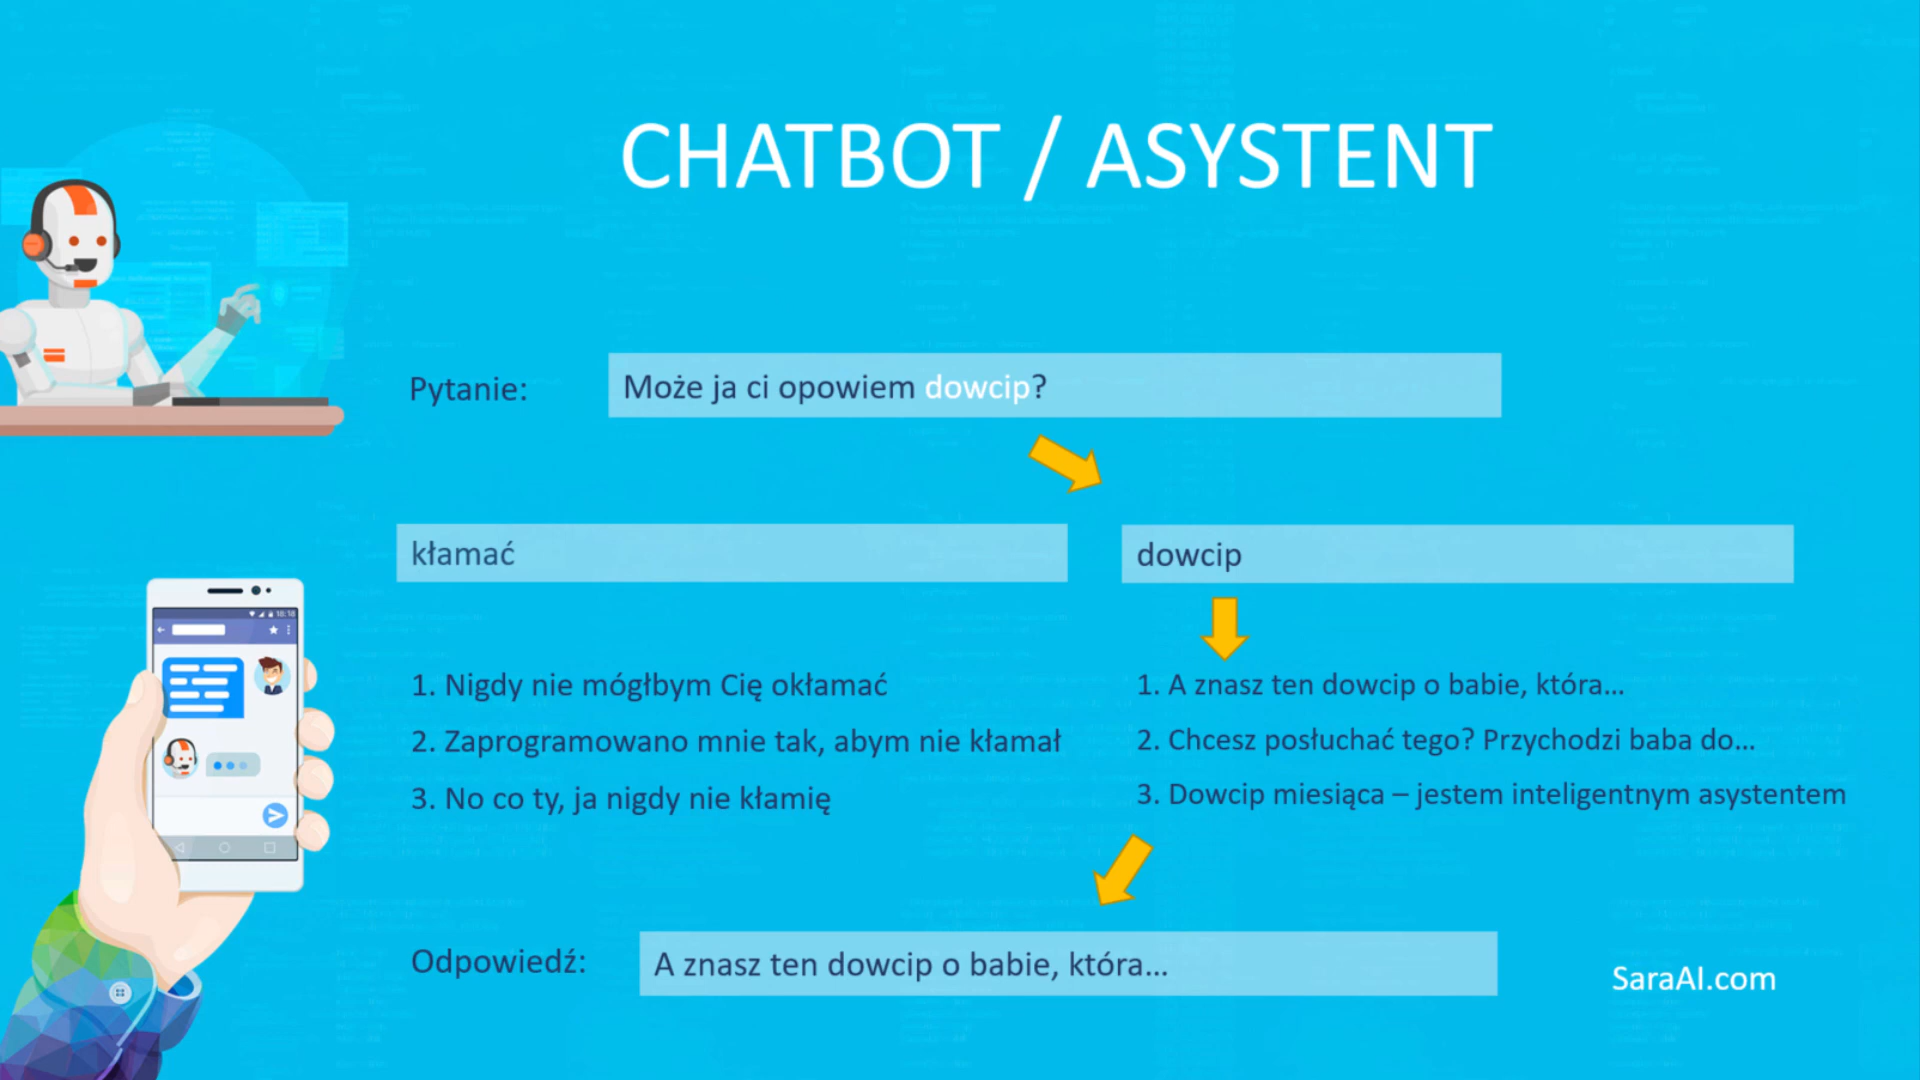 CHATBOT / ASYSTENT
Pytanie:
Może ja ci opowiem dowcip?
kłamać
1. Nigdy nie mógłbym Cię okłamać
2. Zaprogramowano mnie tak, abym nie kłamał
3. No co ty, ja nigdy nie kłamię
dowcip
1. A znasz ten dowcip o babie, która...
2. Chcesz posłuchać tego? Przychodzi baba do...
3. Dowcip miesiąca – jestem inteligentnym asystentem
Odpowiedź:
A znasz ten dowcip o babie, która...
SaraAI.com